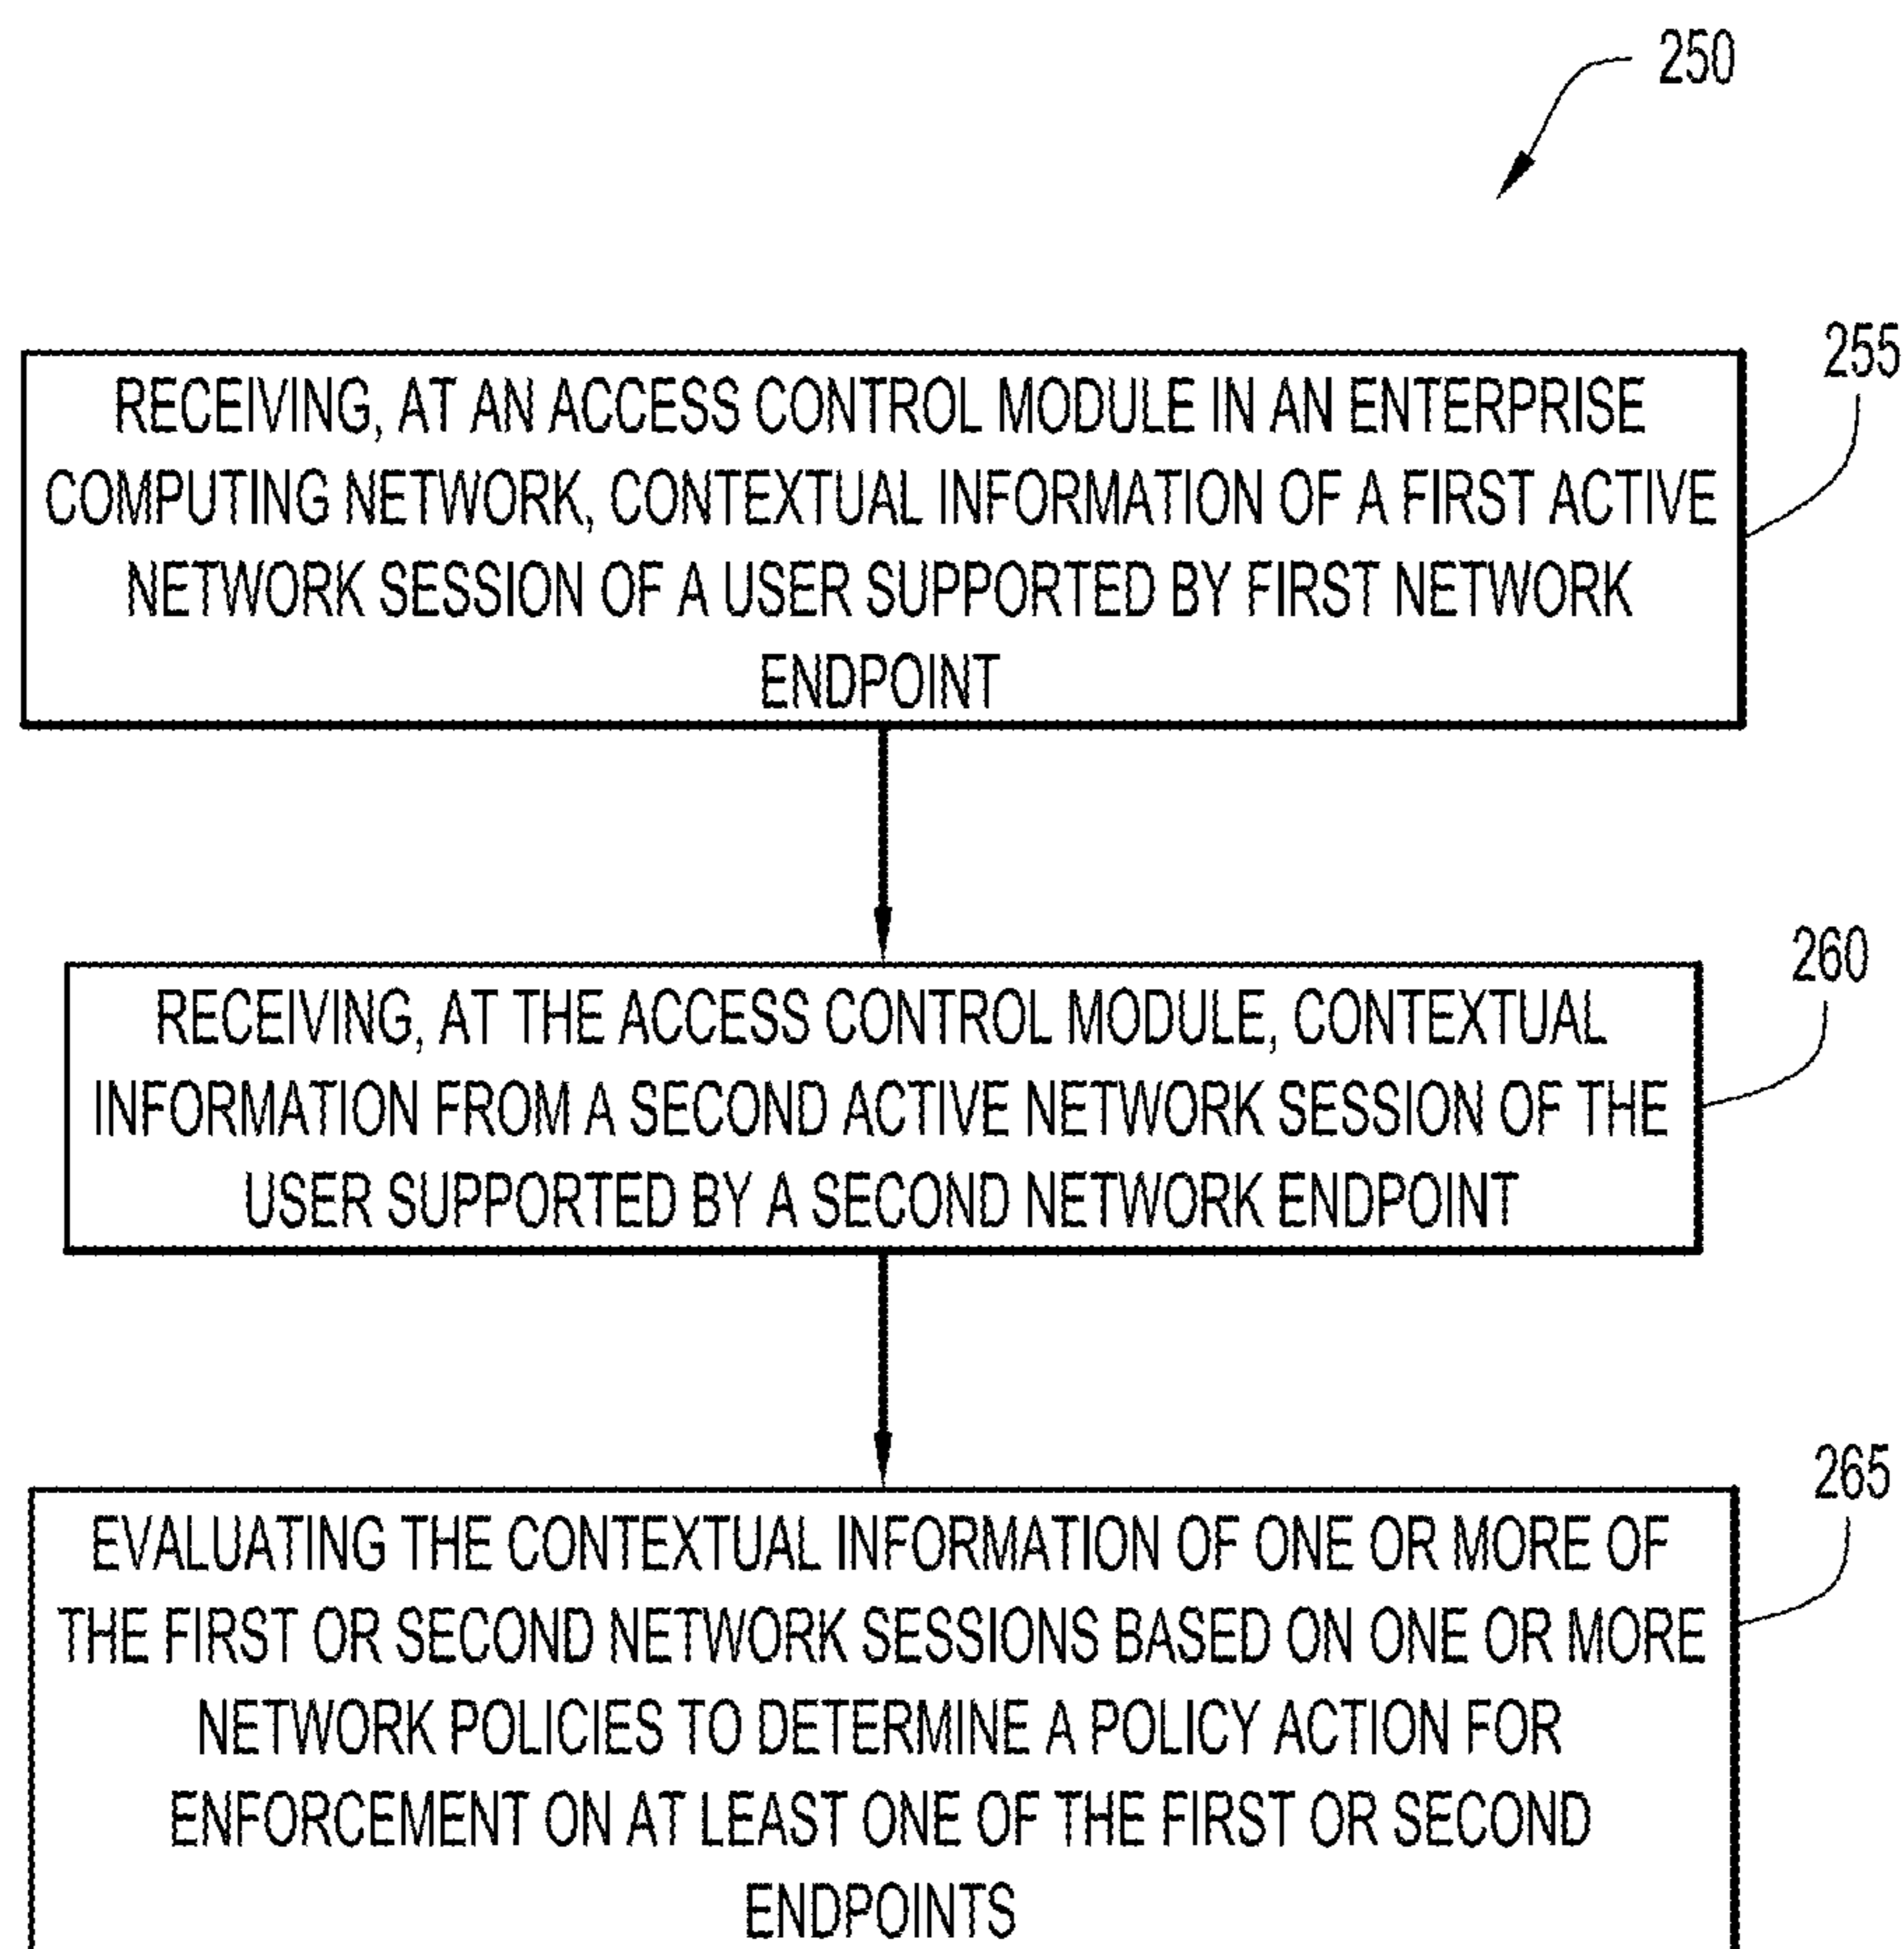 250
255
RECEIVING, AT AN ACCESS CONTROL MODULE IN AN ENTERPRISE
COMPUTING NETWORK, CONTEXTUAL INFORMATION OF A FIRST ACTIVE
NETWORK SESSION OF A USER SUPPORTED BY FIRST NETWORK
ENDPOINT
260
RECEIVING, AT THE ACCESS CONTROL MODULE, CONTEXTUAL
INFORMATION FROM A SECOND ACTIVE NETWORK SESSION OF THE
USER SUPPORTED BY A SECOND NETWORK ENDPOINT
265
EVALUATING THE CONTEXTUAL INFORMATION OF ONE OR MORE OF
THE FIRST OR SECOND NETWORK SESSIONS BASED ON ONE OR MORE
NETWORK POLICIES TO DETERMINE A POLICY ACTION FOR
ENFORCEMENT ON AT LEAST ONE OF THE FIRST OR SECOND
ENDPOINTS